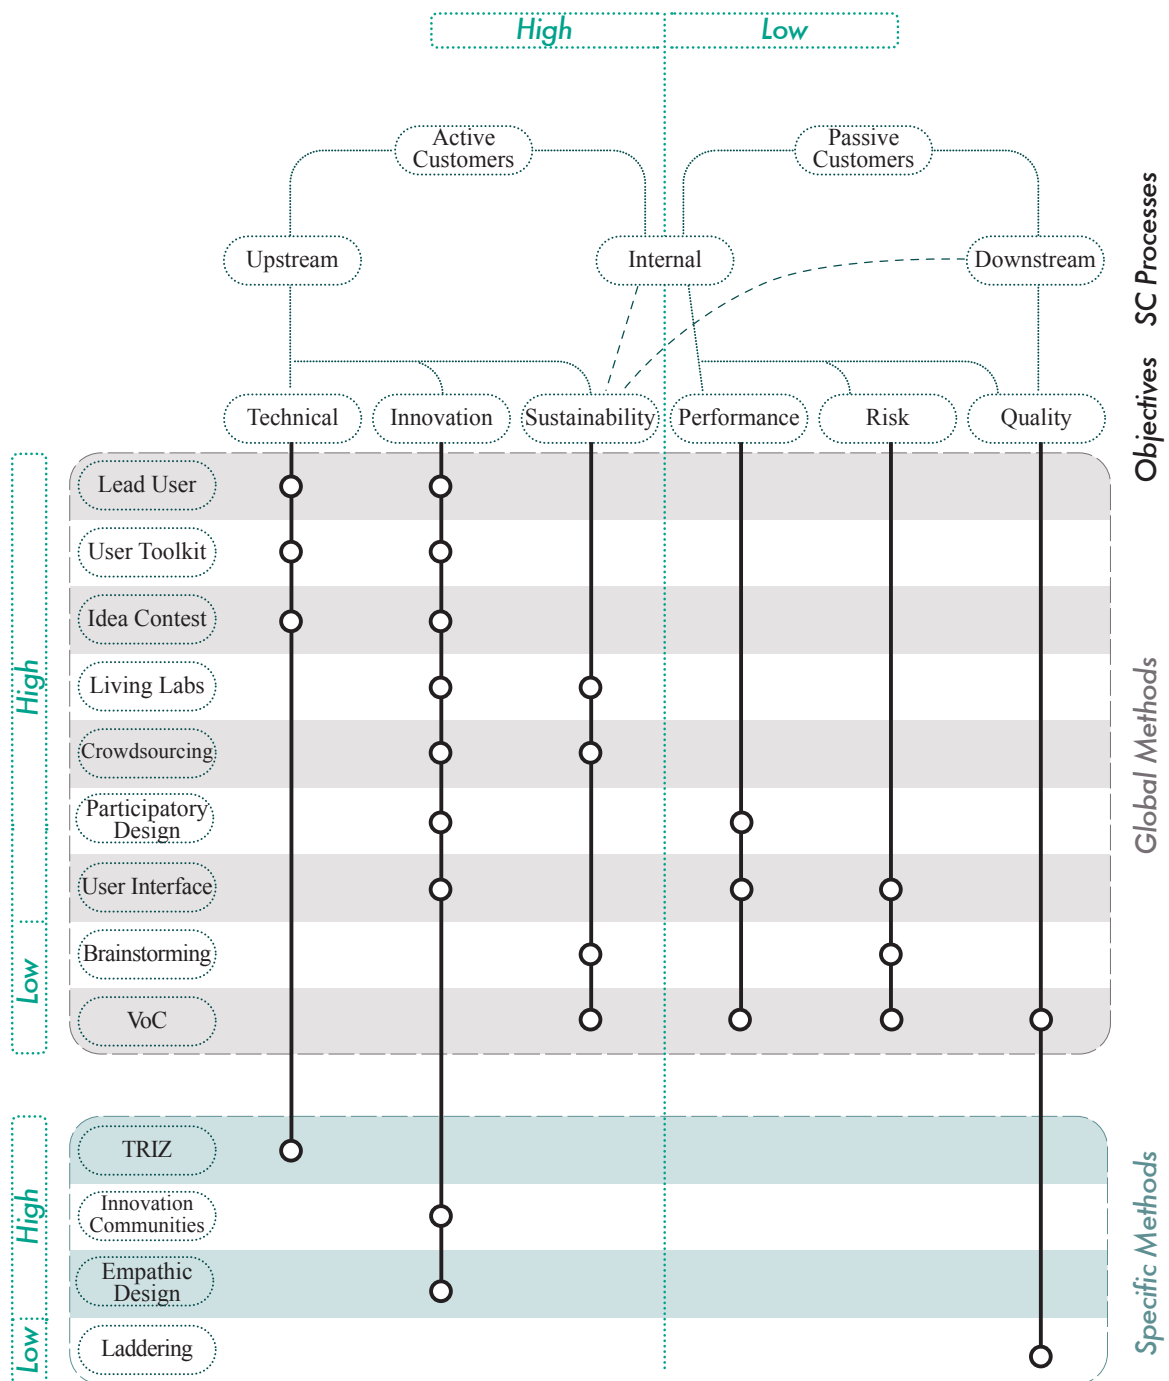 High
Low
Active
Customers
Passive
Customers
Upstream
Internal
Downstream
SC Processes
Technical
Innovation
Sustainability
Performance
Risk
Quality
Objectives
Lead User
User Toolkit
Idea Contest
Living Labs
Crowdsourcing
Participatory
Design
User Interface
Brainstorming
VoC
High
Low
Global Methods
TRIZ
Innovation
Communities
Empathic
Design
Laddering
High
Low
Specific Methods